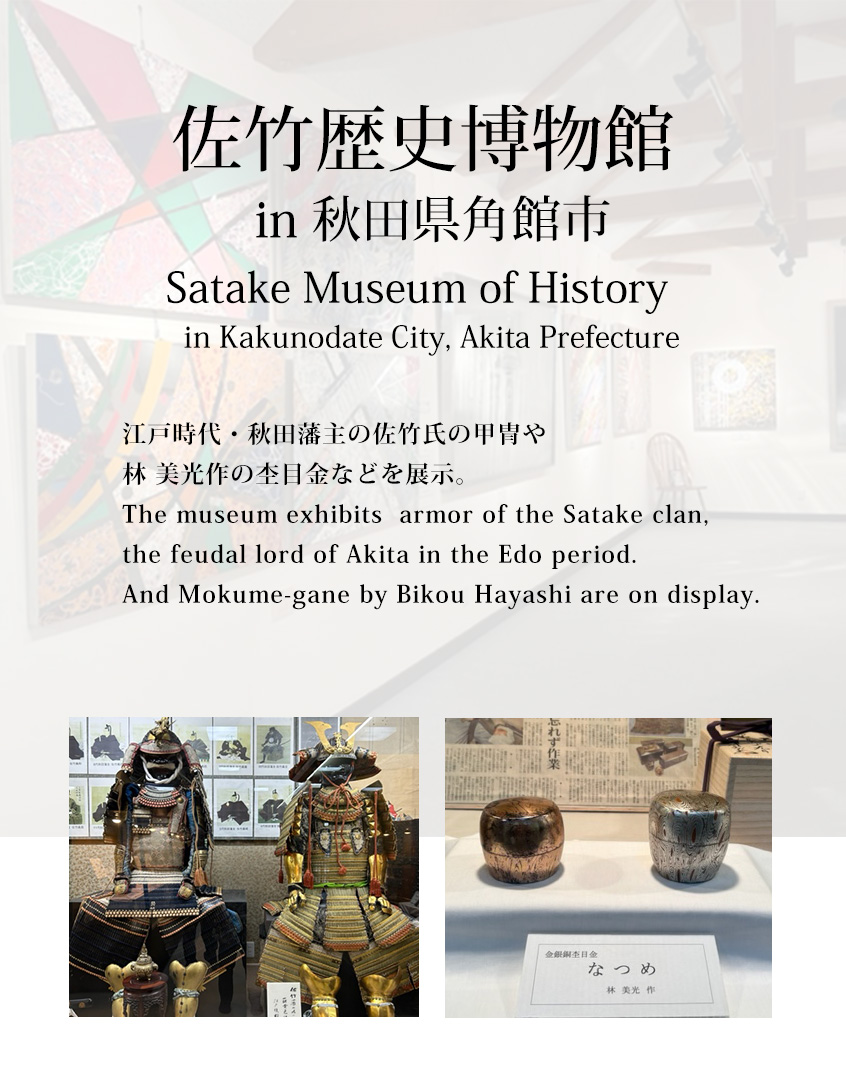 佐竹歴史博物館
in 秋田県角館市
Satake Museum of History
in Kakunodate City, Akita Prefecture
江戸時代・秋田藩主の佐竹氏の甲冑や
林 美光作の杢目金などを展示。
The museum exhibits armor of the Satake clan,
the feudal lord of Akita in the Edo period.
And Mokume-gane by Bikou Hayashi are on display.
忘れず作業
金銀銅杢目金
なつめ
林 美光 作